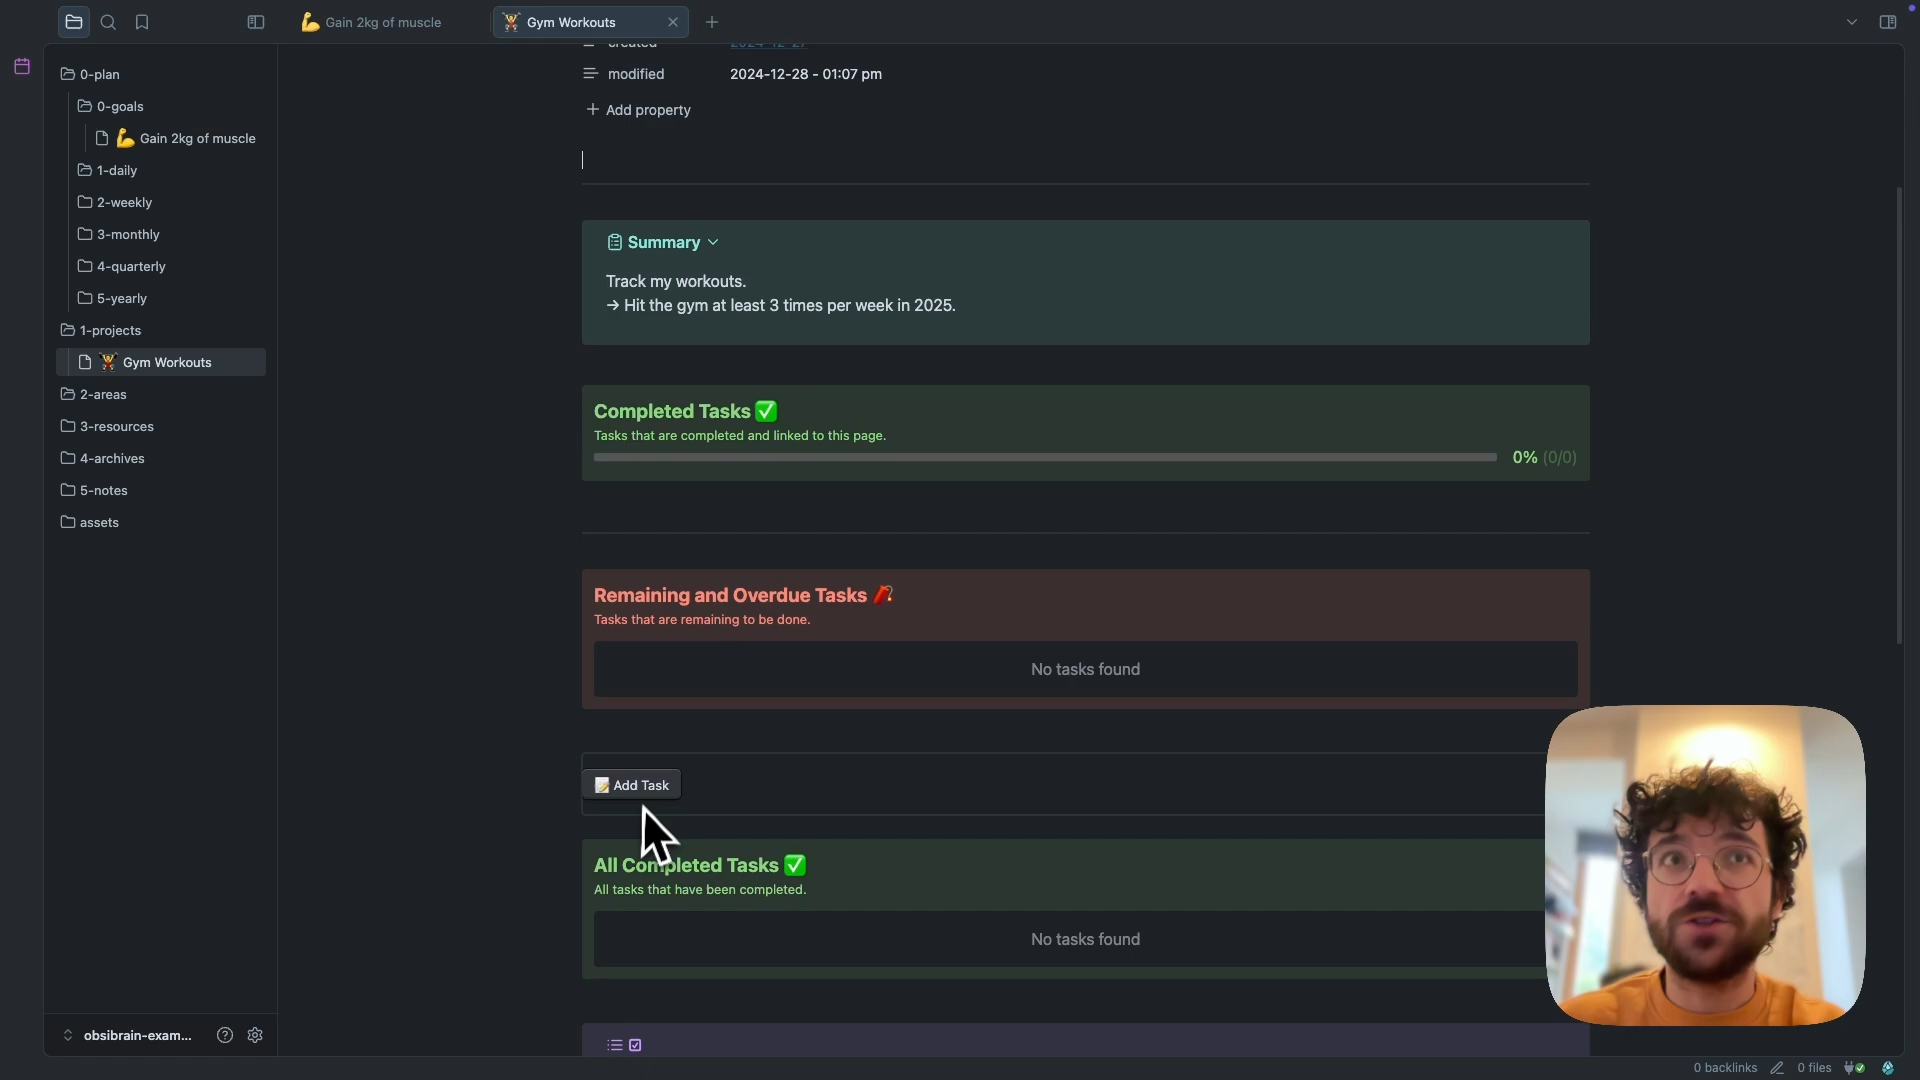 Gain 2kg of muscle
Gym Workouts
0-plan
0-goals
Gain 2kg of muscle
1-daily
2-weekly
3-monthly
4-quarterly
5-yearly
1-projects
Gym Workouts
2-areas
3-resources
4-archives
5-notes
assets
obsibrain-exam...
created 2024-12-27
modified 2024-12-28 - 01:07 pm
Add property
Summary
Track my workouts.
→ Hit the gym at least 3 times per week in 2025.
Completed Tasks ✅
Tasks that are completed and linked to this page.
0% (0/0)
Remaining and Overdue Tasks 🧨
Tasks that are remaining to be done.
No tasks found
📝 Add Task
All Completed Tasks ✅
All tasks that have been completed.
No tasks found
0 backlinks
0 files